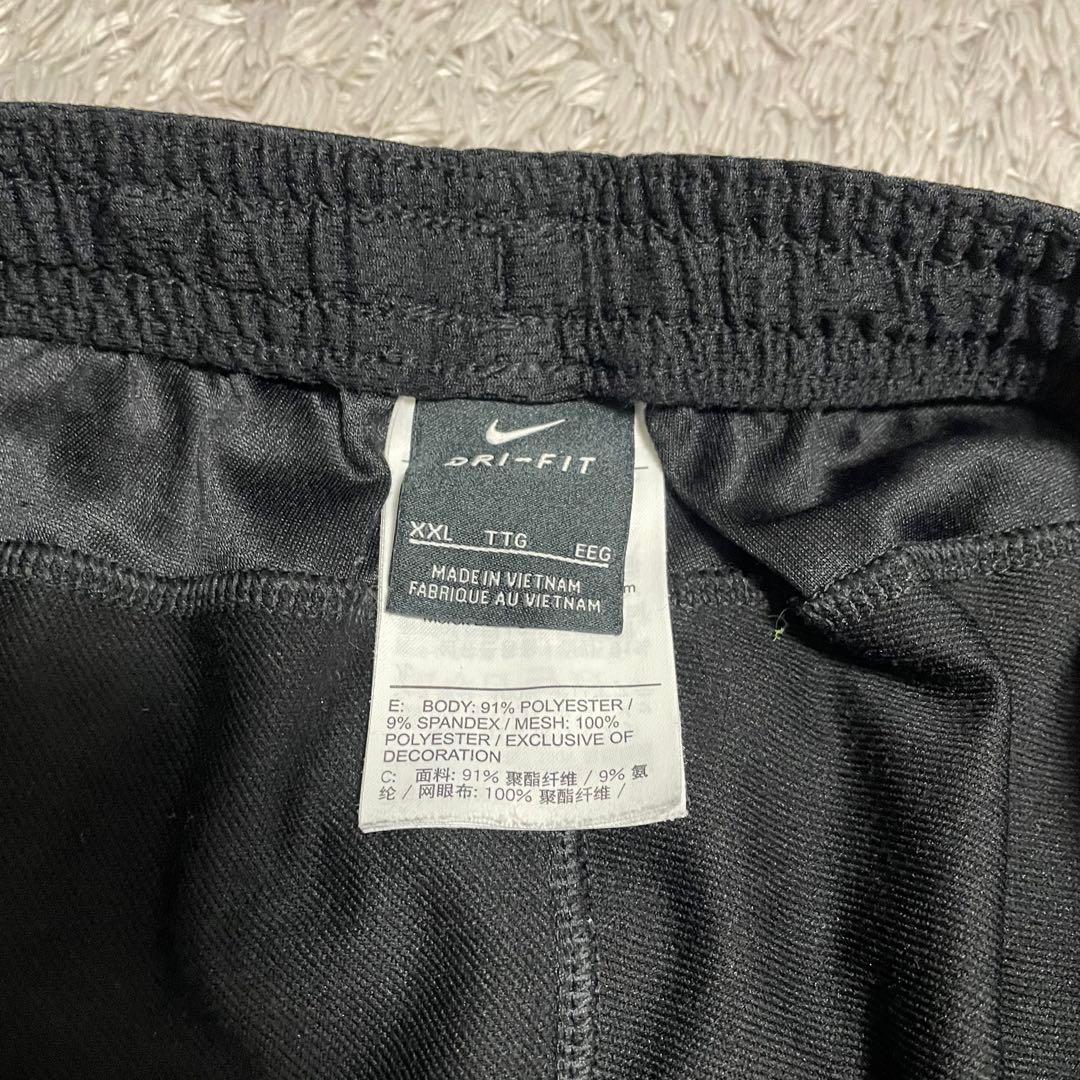 DRI-FIT
XXL TTG EEG
MADE IN VIETNAM
FABRIQUE AU VIETNAM
E: BODY: 91% POLYESTER /
9% SPANDEX / MESH: 100%
POLYESTER / EXCLUSIVE OF
DECORATION
C: 面料: 91% 聚酯纤维 / 9% 氨
纶 / 网眼布: 100% 聚酯纤维 /